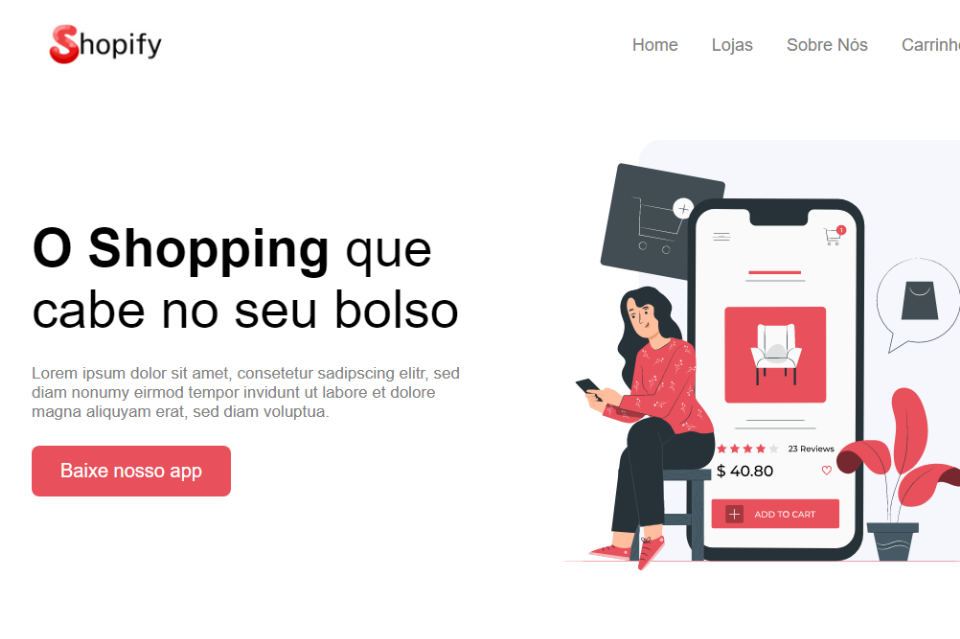 Shopify
Home Lojas Sobre Nós Carrinho
O Shopping que
cabe no seu bolso
Lorem ipsum dolor sit amet, consetetur sadipscing elitr, sed
diam nonumy eirmod tempor invidunt ut labore et dolore
magna aliquyam erat, sed diam voluptua.
Baixe nosso app
1
23 Reviews
$ 40.80
ADD TO CART